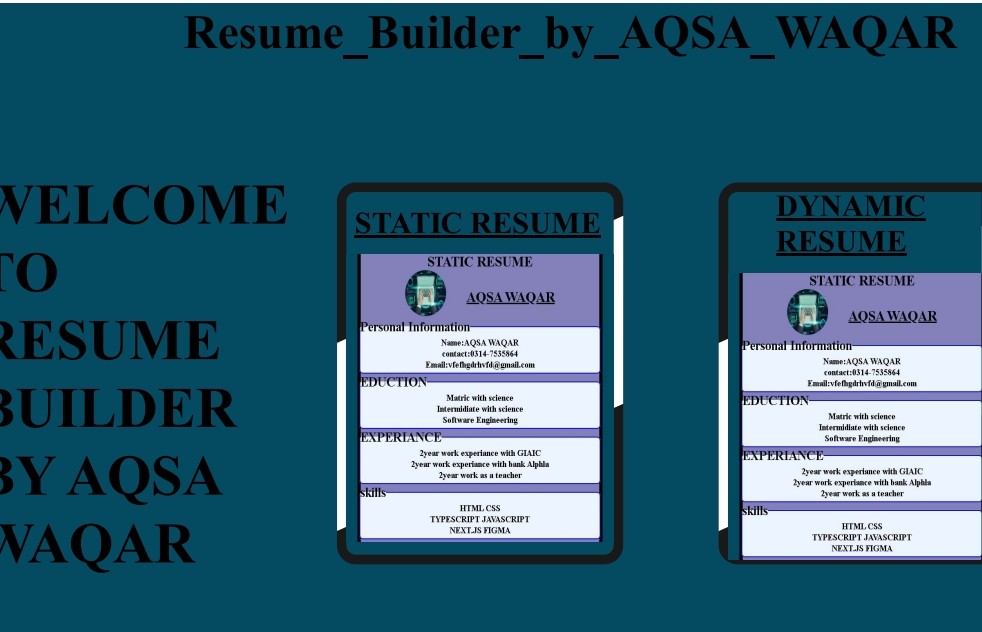 Resume_Builder_by_AQSA_WAQAR
WELCOME
TO
RESUME
BUILDER
BY AQSA
WAQAR
STATIC RESUME
STATIC RESUME
AQSA WAQAR
Personal Information
Name:AQSA WAQAR
contact:0314-7535864
Email:vfefhgdrhvfd@gmail.com
EDUCTION
Matric with science
Intermidiate with science
Software Engineering
EXPERIANCE
2year work experiance with GIAIC
2year work experiance with bank Alphla
2year work as a teacher
skills
HTML CSS
TYPESCRIPT JAVASCRIPT
NEXT.JS FIGMA
DYNAMIC
RESUME
STATIC RESUME
AQSA WAQAR
Personal Information
Name:AQSA WAQAR
contact:0314-7535864
Email:vfefhgdrhvfd@gmail.com
EDUCTION
Matric with science
Intermidiate with science
Software Engineering
EXPERIANCE
2year work experiance with GIAIC
2year work experiance with bank Alphla
2year work as a teacher
skills
HTML CSS
TYPESCRIPT JAVASCRIPT
NEXT.JS FIGMA